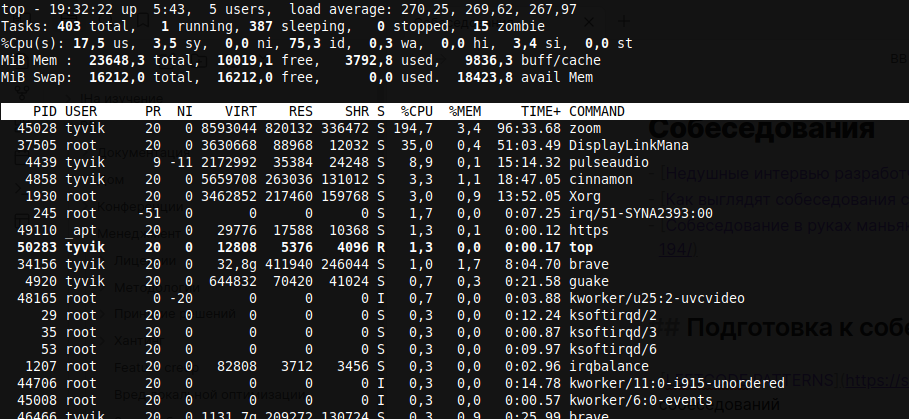 top - 19:32:22 up  5:43,  5 users,  load average: 270,25, 269,62, 267,97
Tasks: 403 total,   1 running, 387 sleeping,   0 stopped,  15 zombie
%Cpu(s): 17,5 us,  3,5 sy,  0,0 ni, 75,3 id,  0,3 wa,  0,0 hi,  3,4 si,  0,0 st
MiB Mem :  23648,3 total,  10019,1 free,   3792,8 used,   9836,3 buff/cache
MiB Swap:  16212,0 total,  16212,0 free,      0,0 used.  18423,8 avail Mem
PID USER      PR  NI    VIRT    RES    SHR S  %CPU  %MEM     TIME+ COMMAND
45028 tyvik     20   0 8593044 820132 336472 S 194,7   3,4  96:33.68 zoom
37505 root      20   0 3630668  88968  12032 S  35,0   0,4  51:03.49 DisplayLinkMana
4439 tyvik      9 -11 2172992  35384  24248 S   8,9   0,1  15:14.32 pulseaudio
4858 tyvik     20   0 5659708 263036 131012 S   3,3   1,1  18:47.05 cinnamon
1930 root      20   0 3462852 217460 159768 S   3,0   0,9  13:52.05 Xorg
245 root     -51   0       0      0      0 S   1,7   0,0   0:07.25 irq/51-SYNA2393:00
49110 _apt      20   0   29776  17588  10368 S   1,3   0,1   0:00.12 https
50283 tyvik     20   0   12808   5376   4096 R   1,3   0,0   0:00.17 top
34156 tyvik     20   0   32,8g 411940 246044 S   1,0   1,7   8:04.70 brave
4920 tyvik     20   0  644832  70420  41024 S   0,7   0,3   0:21.58 guake
48165 root       0 -20       0      0      0 I   0,7   0,0   0:03.88 kworker/u25:2-uvcvideo
29 root      20   0       0      0      0 S   0,3   0,0   0:12.24 ksoftirqd/2
35 root      20   0       0      0      0 S   0,3   0,0   0:00.87 ksoftirqd/3
53 root      20   0       0      0      0 S   0,3   0,0   0:09.97 ksoftirqd/6
1207 root      20   0   82808   3712   3456 S   0,3   0,0   0:02.96 irqbalance
44706 root      20   0       0      0      0 I   0,3   0,0   0:14.78 kworker/11:0-i915-unordered
45008 root      20   0       0      0      0 I   0,3   0,0   0:00.57 kworker/6:0-events
46466 tyvik     20   0 1131,7g 209272 130724 S   0,3   0,9   0:25.99 brave
Собеседования
[Недушные интервью разработ
[Как выглядят собеседования с
[Собеседование в руках маньяк
194/)
## Подготовка к собе
собеседований